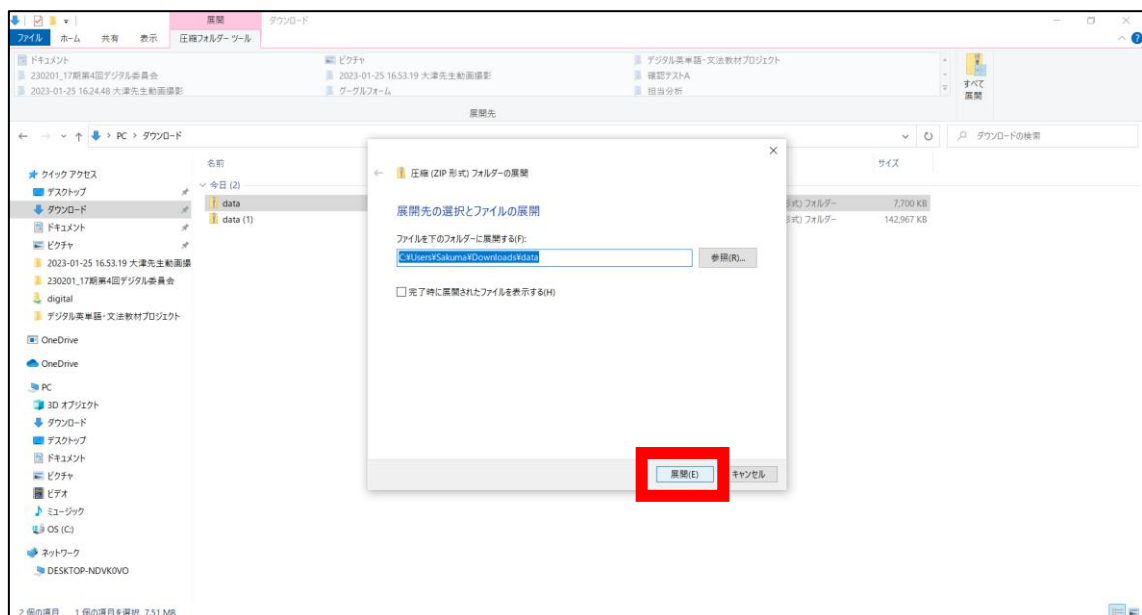 展開
ダウンロード
ファイル ホーム 共有 表示 圧縮フォルダー ツール
ドキュメント ピクチャ デジタル英単語・文法教材プロジェクト
230201_17期第4回デジタル委員会 2023-01-25 16.53.19 大津先生動画撮影 確認テストA
2023-01-25 16.24.48 大津先生動画撮影 グーグルフォーム 担当分析
すべて
展開
展開先
PC > ダウンロード
ダウンロードの検索
名前
サイズ
今日 (2)
data 形式) フォルダー 7,700 KB
data (1) 形式) フォルダー 142,967 KB
クイック アクセス
デスクトップ
ダウンロード
ドキュメント
ピクチャ
2023-01-25 16.53.19 大津先生動画撮
230201_17期第4回デジタル委員会
digital
デジタル英単語・文法教材プロジェクト
OneDrive
OneDrive
PC
3D オブジェクト
ダウンロード
デスクトップ
ドキュメント
ピクチャ
ビデオ
ミュージック
OS (C:)
ネットワーク
DESKTOP-NDVK0VO
圧縮 (ZIP 形式) フォルダーの展開
展開先の選択とファイルの展開
ファイルを下のフォルダーに展開する(F):
C:¥Users¥Sakuma¥Downloads¥data
参照(R)...
完了時に展開されたファイルを表示する(H)
展開(E)
キャンセル
2 個の項目 1 個の項目を選択 7.51 MB